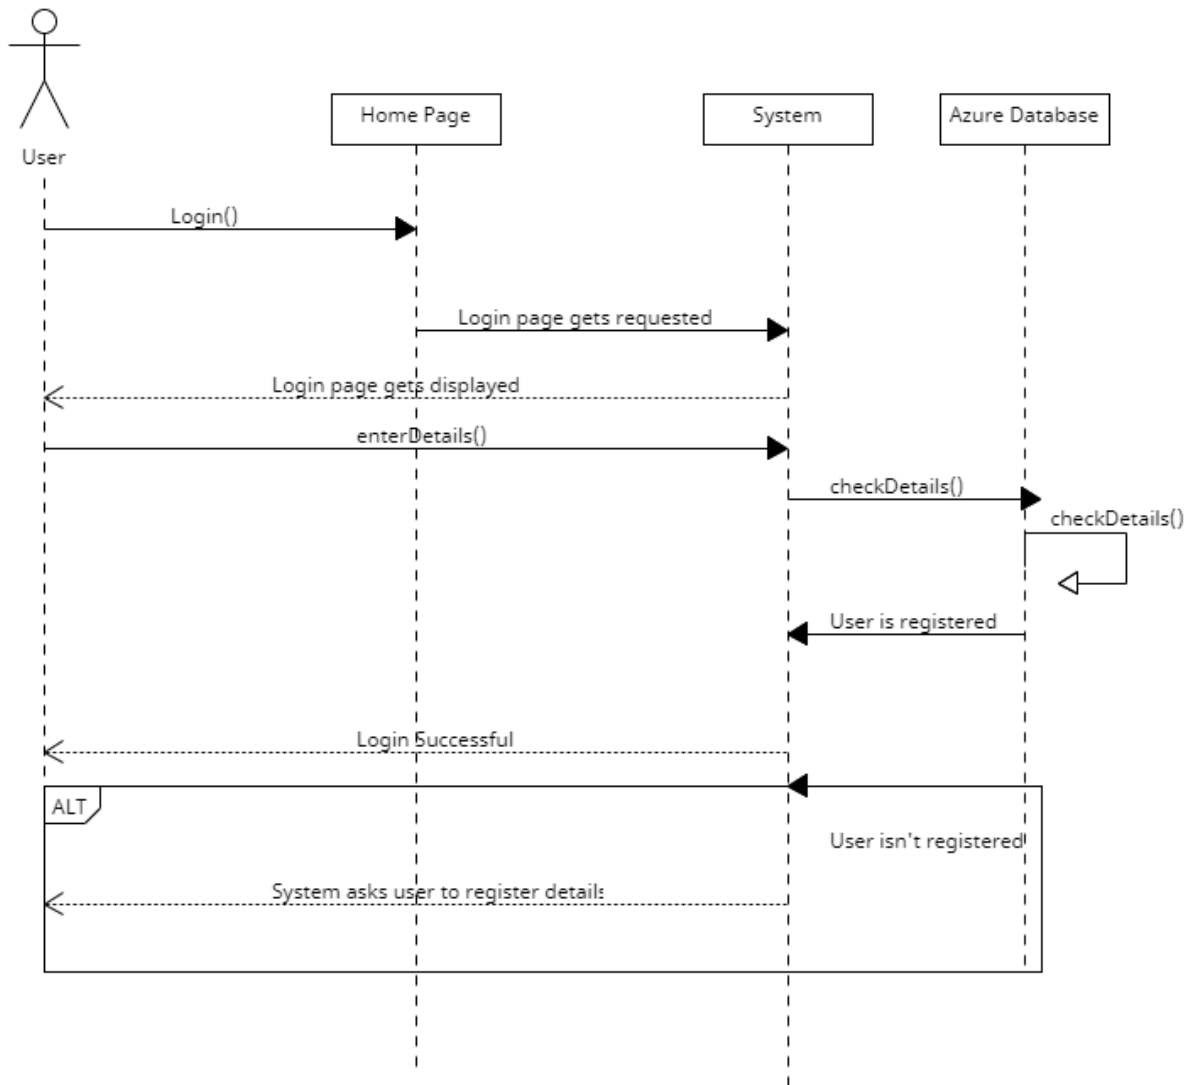 Home Page
System
Azure Database
User
Login()
Login page gets requested
Login page gets displayed
enterDetails()
checkDetails()
checkDetails()
User is registered
Login Successful
ALT
User isn't registered
System asks user to register details